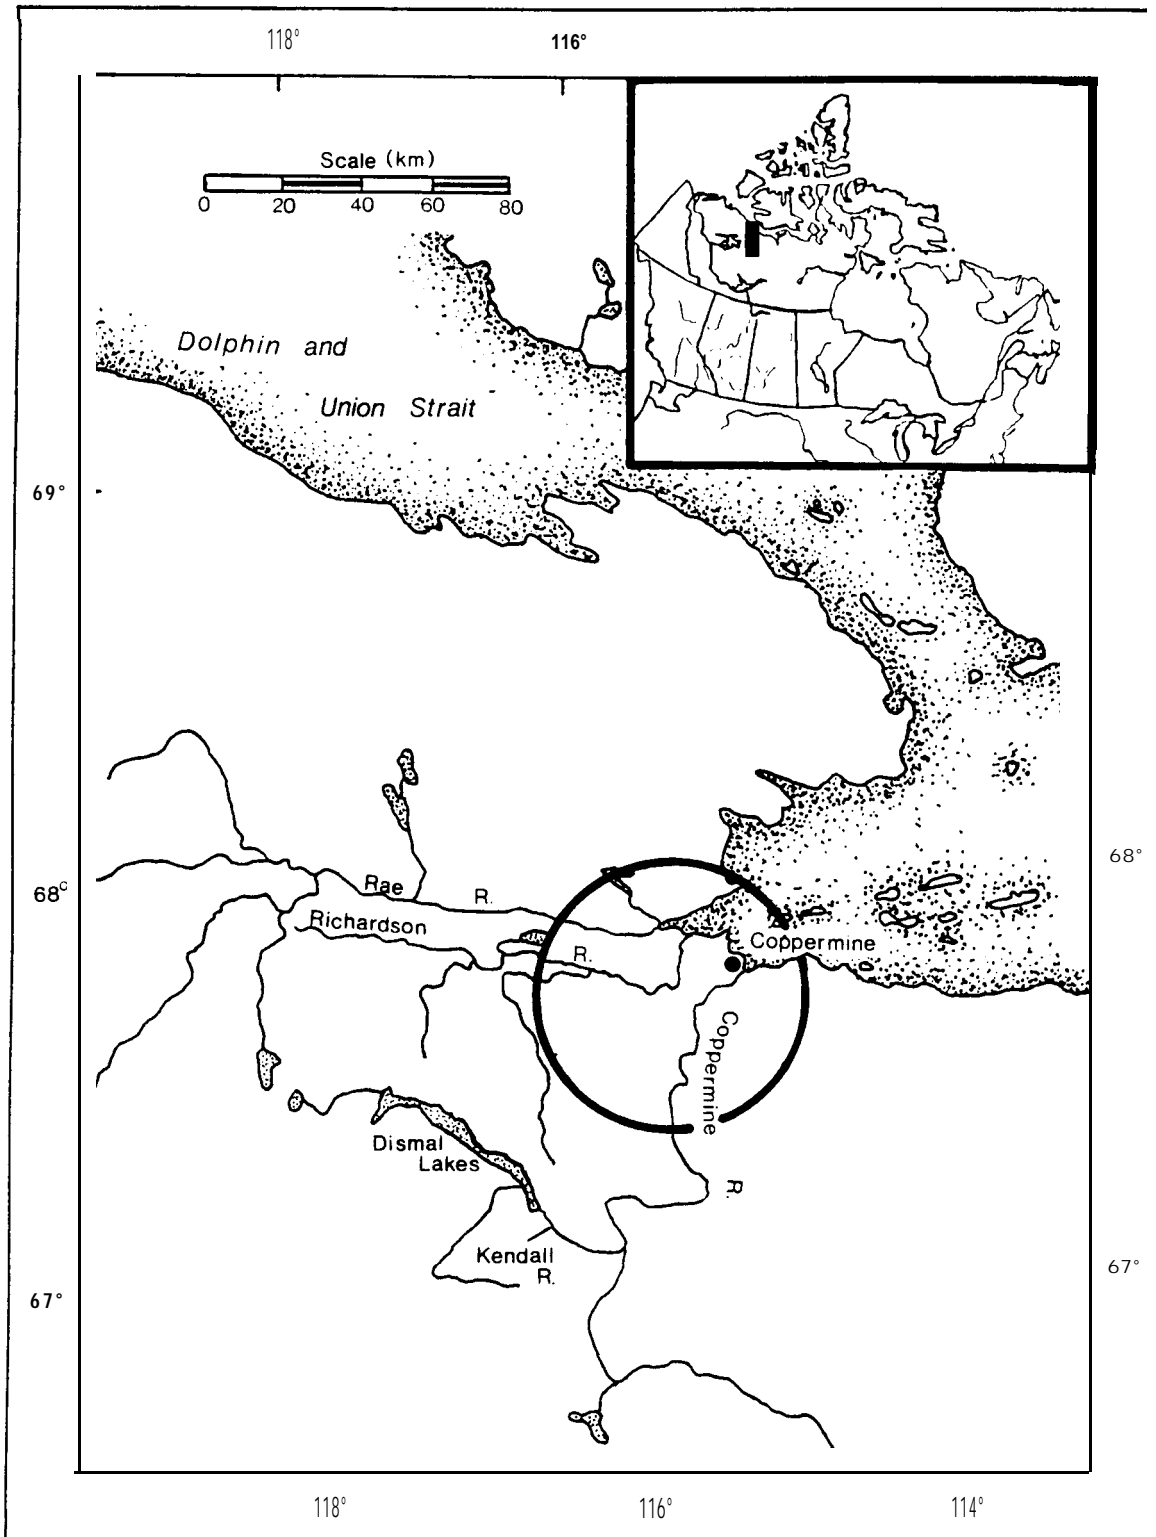 118° 116°
Scale (km)
0 20 40 60 80
Dolphin and
Union Strait
69°
68°
68°
Rae R.
Richardson R.
Coppermine
Coppermine R.
Dismal
Lakes
Kendall
R.
67°
67°
118° 116° 114°